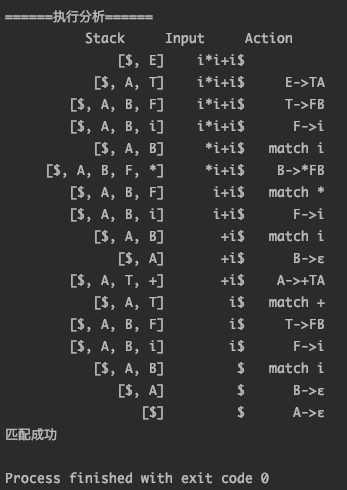 ======执行分析======
Stack Input Action
[$, E] i*i+i$
[$, A, T] i*i+i$ E->TA
[$, A, B, F] i*i+i$ T->FB
[$, A, B, i] i*i+i$ F->i
[$, A, B] *i+i$ match i
[$, A, B, F, *] *i+i$ B->*FB
[$, A, B, F] i+i$ match *
[$, A, B, i] i+i$ F->i
[$, A, B] +i$ match i
[$, A] +i$ B->ε
[$, A, T, +] +i$ A->+TA
[$, A, T] i$ match +
[$, A, B, F] i$ T->FB
[$, A, B, i] i$ F->i
[$, A, B] $ match i
[$, A] $ B->ε
[$] $ A->ε
匹配成功
Process finished with exit code 0